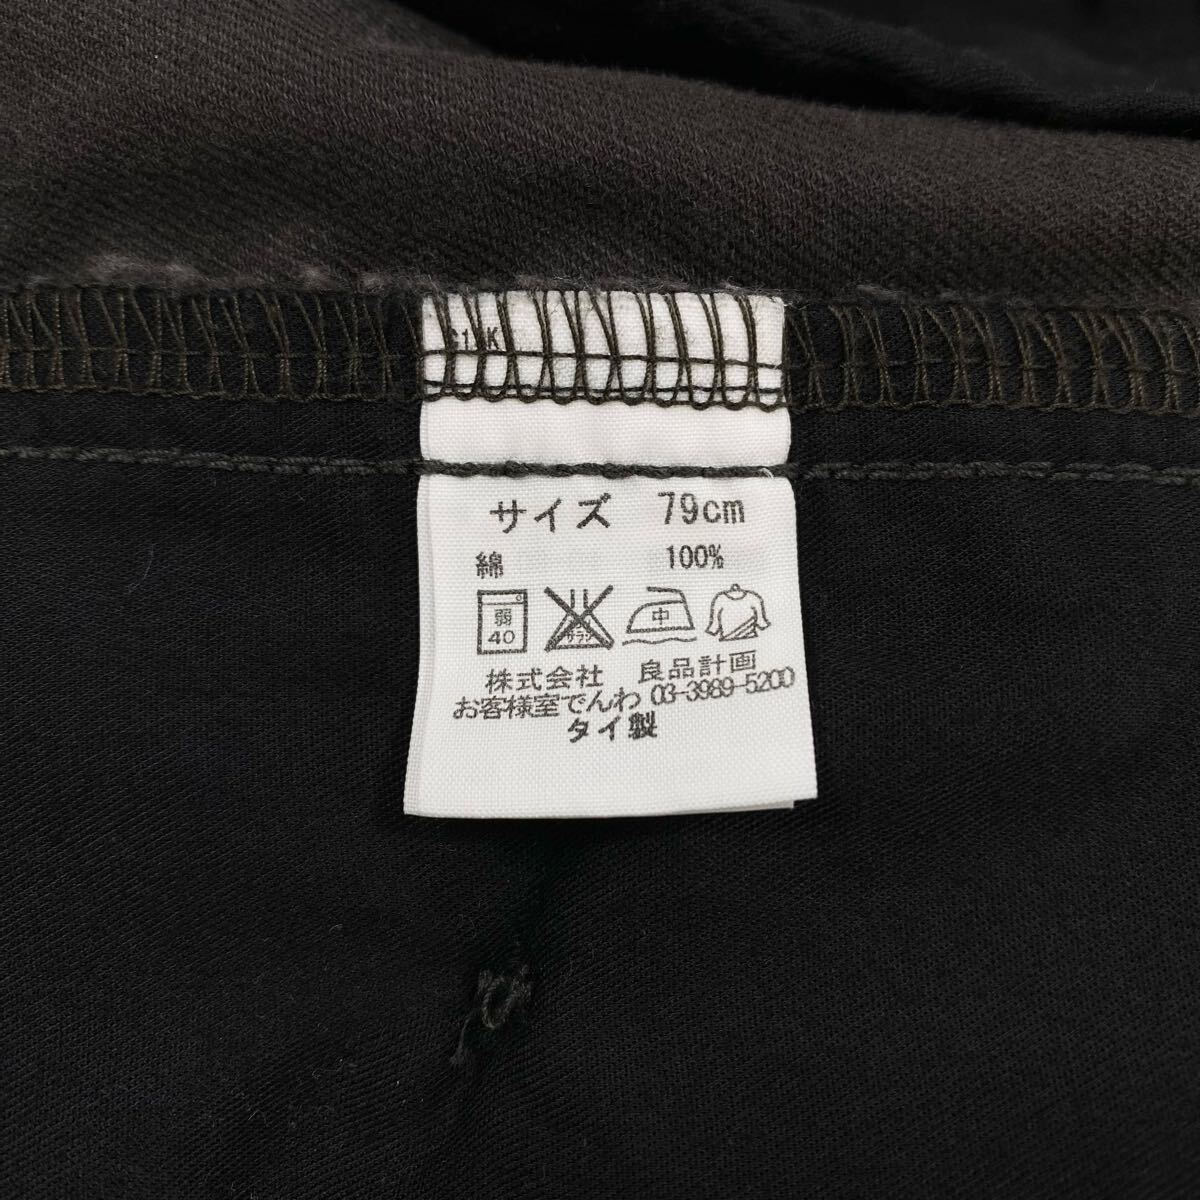 サイズ 79cm
綿 100%
弱 中
40
株式会社 良品計画
お客様室でんわ 03-3989-5200
タイ製